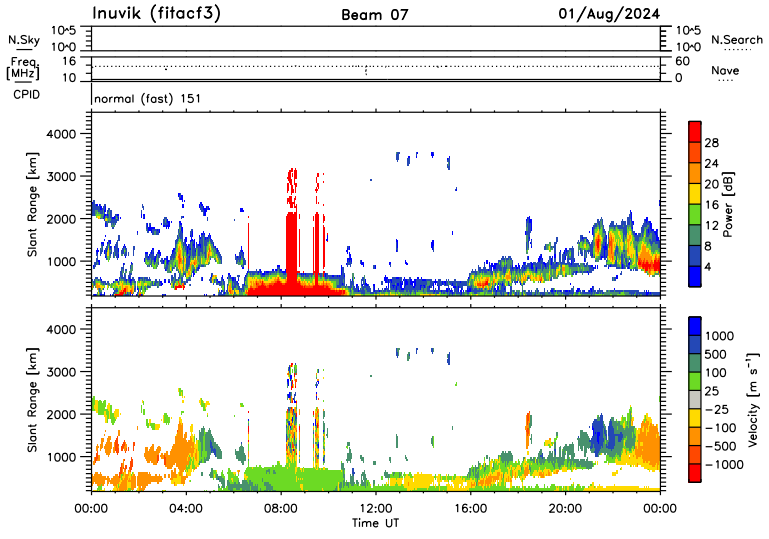 Inuvik (fitacf3) Beam 07 01/Aug/2024
10^5 10^5
N.Sky N.Search
10^0 10^0
16 60
Freq.
[MHz] Nave
10 0
CPID normal (fast) 151
4000
3000
2000
1000
Slant Range [km]
28
24
20
16
12
8
4
Power [dB]
4000
3000
2000
1000
Slant Range [km]
1000
500
100
25
-25
-100
-500
-1000
Velocity [m s⁻¹]
00:00 04:00 08:00 12:00 16:00 20:00 00:00
Time UT